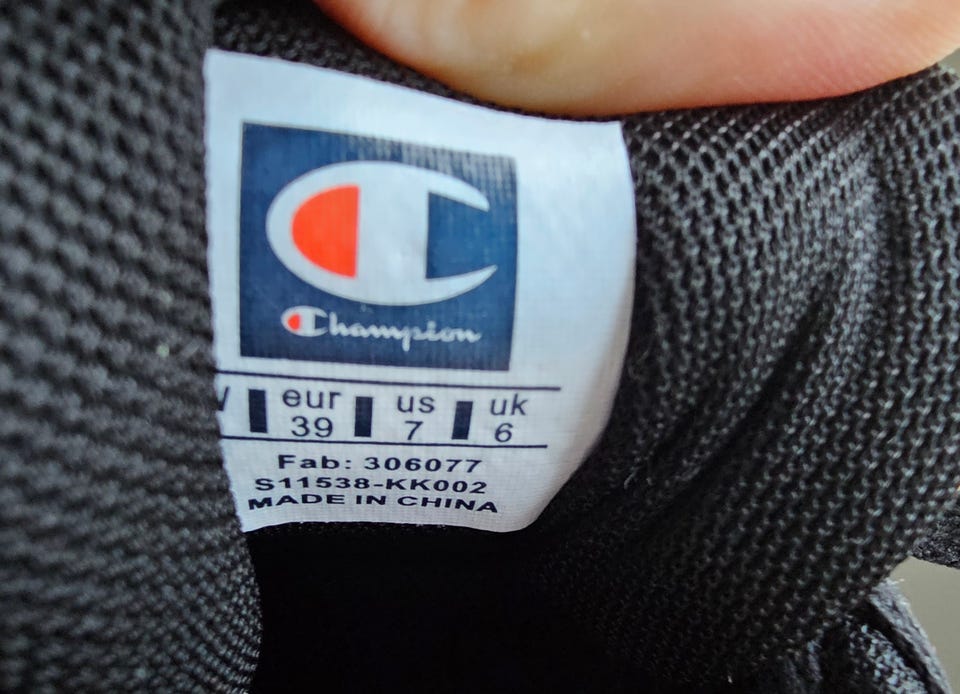 Champion
eur us uk
39 7 6
Fab: 306077
S11538-KK002
MADE IN CHINA